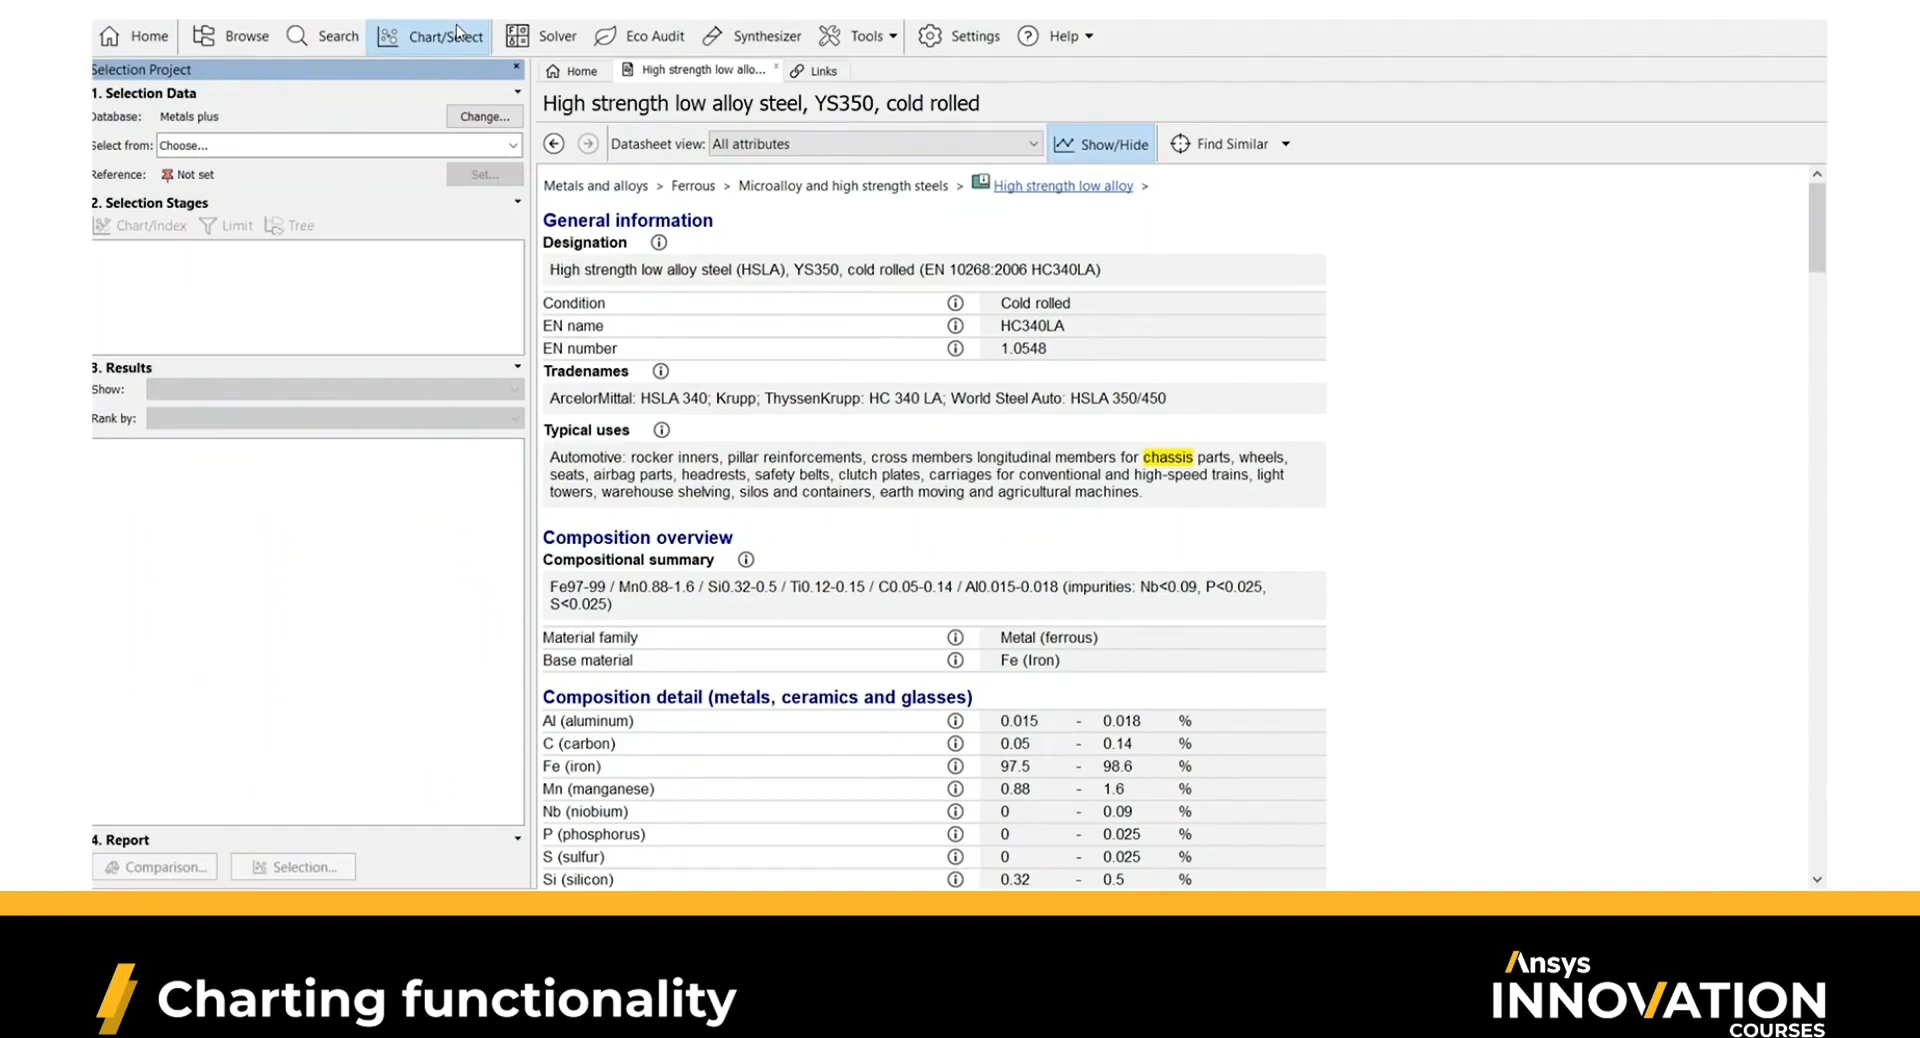 Home Browse Search Chart/Select Solver Eco Audit Synthesizer Tools Settings Help
Selection Project
1. Selection Data
Database: Metals plus Change...
Select from: Choose...
Reference: Not set Set...
2. Selection Stages
Chart/Index Limit Tree
3. Results
Show:
Rank by:
4. Report
Comparison... Selection...
Home High strength low allo... Links
High strength low alloy steel, YS350, cold rolled
Datasheet view: All attributes Show/Hide Find Similar
Metals and alloys > Ferrous > Microalloy and high strength steels > High strength low alloy >
General information
Designation
High strength low alloy steel (HSLA), YS350, cold rolled (EN 10268:2006 HC340LA)
Condition Cold rolled
EN name HC340LA
EN number 1.0548
Tradenames
ArcelorMittal: HSLA 340; Krupp; ThyssenKrupp: HC 340 LA; World Steel Auto: HSLA 350/450
Typical uses
Automotive: rocker inners, pillar reinforcements, cross members longitudinal members for chassis parts, wheels,
seats, airbag parts, headrests, safety belts, clutch plates, carriages for conventional and high-speed trains, light
towers, warehouse shelving, silos and containers, earth moving and agricultural machines.
Composition overview
Compositional summary
Fe97-99 / Mn0.88-1.6 / Si0.32-0.5 / Ti0.12-0.15 / C0.05-0.14 / Al0.015-0.018 (impurities: Nb<0.09, P<0.025,
S<0.025)
Material family Metal (ferrous)
Base material Fe (Iron)
Composition detail (metals, ceramics and glasses)
Al (aluminum) 0.015 - 0.018 %
C (carbon) 0.05 - 0.14 %
Fe (iron) 97.5 - 98.6 %
Mn (manganese) 0.88 - 1.6 %
Nb (niobium) 0 - 0.09 %
P (phosphorus) 0 - 0.025 %
S (sulfur) 0 - 0.025 %
Si (silicon) 0.32 - 0.5 %
Charting functionality
Ansys
INNOVATION
COURSES